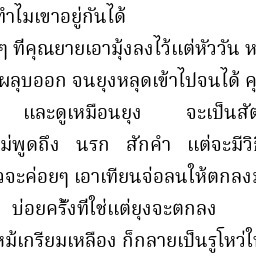 ทำไมเขาอยู่กันได้
ๆ ที่คุณยายเอามุ้งลงไว้แต่หัววัน
ผลุบออก จนยุงหลุดเข้าไปจนได้
และดูเหมือนยุง จะเป็นสัต
ม่พูดถึง นรก สักคำ แต่จะมีวิ
จะค่อยๆ เอาเทียนจ่อลนให้ตกลง
บ่อยครั้งที่ใช่แต่ยุงจะตกลง
หม้เกรียมเหลือง ก็กลายเป็นรูโหว่